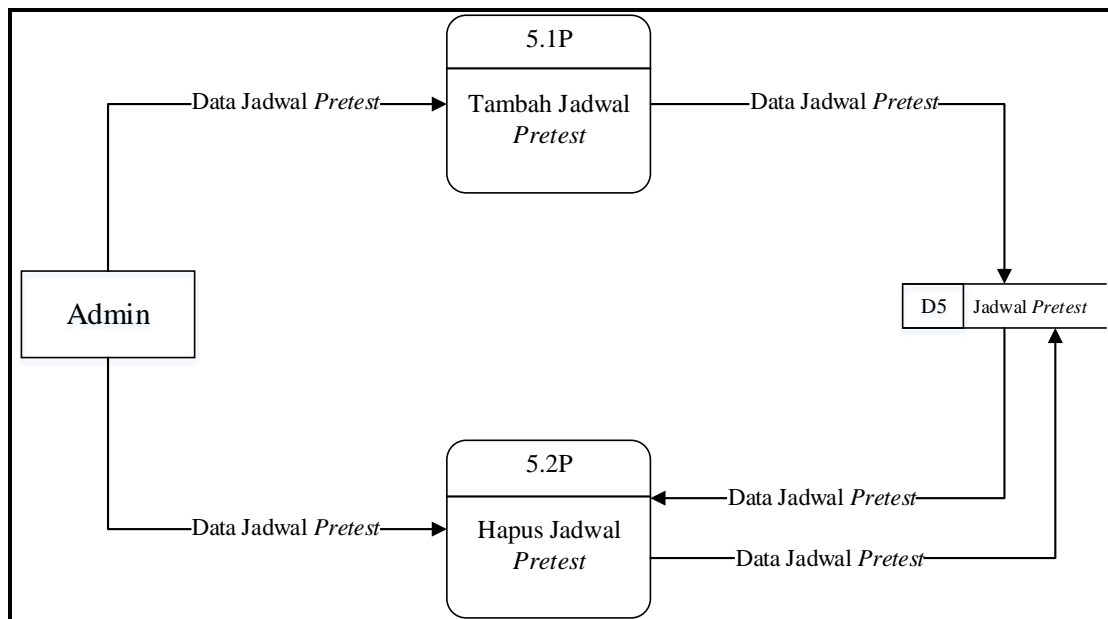 5.1P
Data Jadwal Pretest
Tambah Jadwal
Pretest
Data Jadwal Pretest
Admin
D5
Jadwal Pretest
5.2P
Data Jadwal Pretest
Data Jadwal Pretest
Hapus Jadwal
Pretest
Data Jadwal Pretest